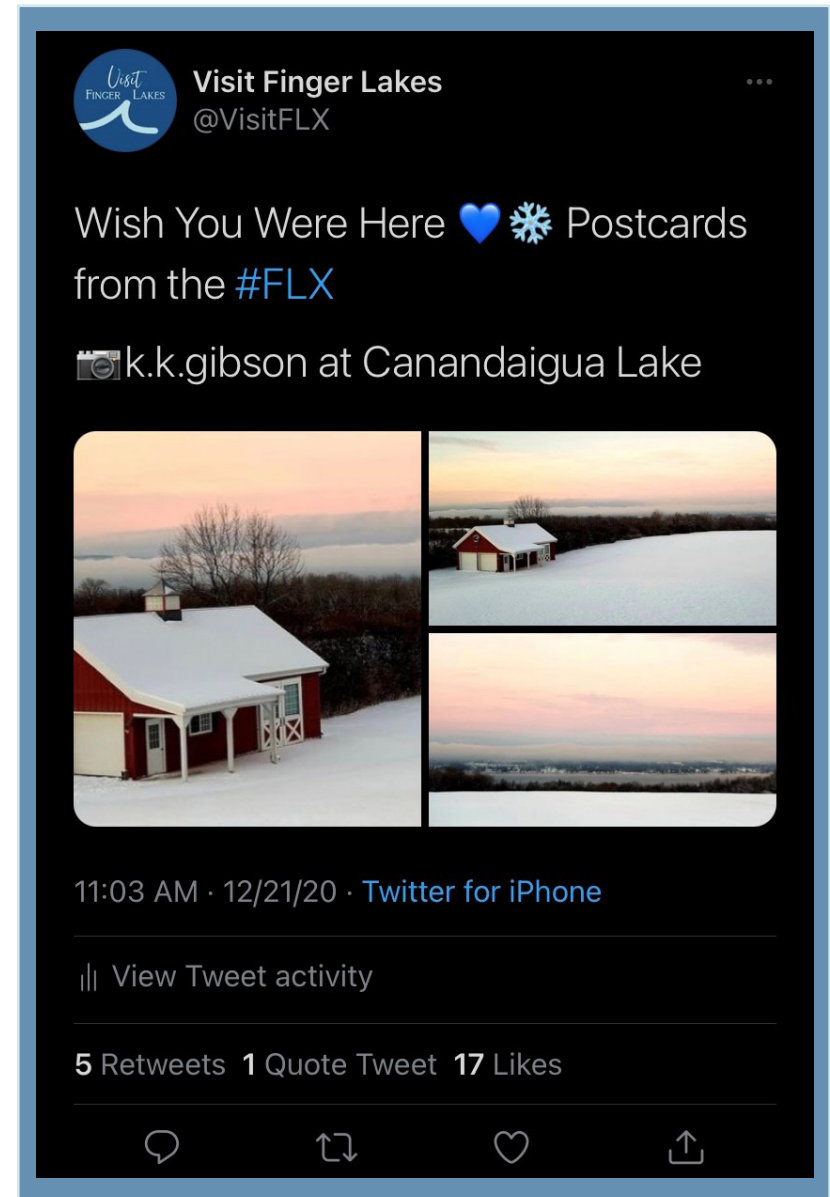 Visit
FINGER LAKES
Visit Finger Lakes
@VisitFLX
Wish You Were Here 💙❄️ Postcards
from the #FLX
📷k.k.gibson at Canandaigua Lake
11:03 AM · 12/21/20 · Twitter for iPhone
View Tweet activity
5 Retweets 1 Quote Tweet 17 Likes